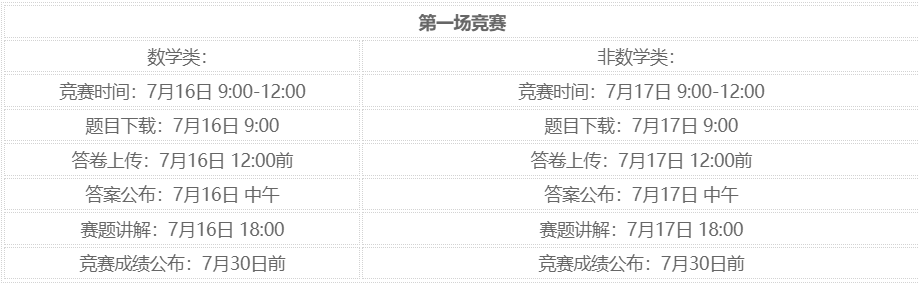 第一场竞赛
数学类： 非数学类：
竞赛时间：7月16日 9:00-12:00 竞赛时间：7月17日 9:00-12:00
题目下载：7月16日 9:00 题目下载：7月17日 9:00
答卷上传：7月16日 12:00前 答卷上传：7月17日 12:00前
答案公布：7月16日 中午 答案公布：7月17日 中午
赛题讲解：7月16日 18:00 赛题讲解：7月17日 18:00
竞赛成绩公布：7月30日前 竞赛成绩公布：7月30日前